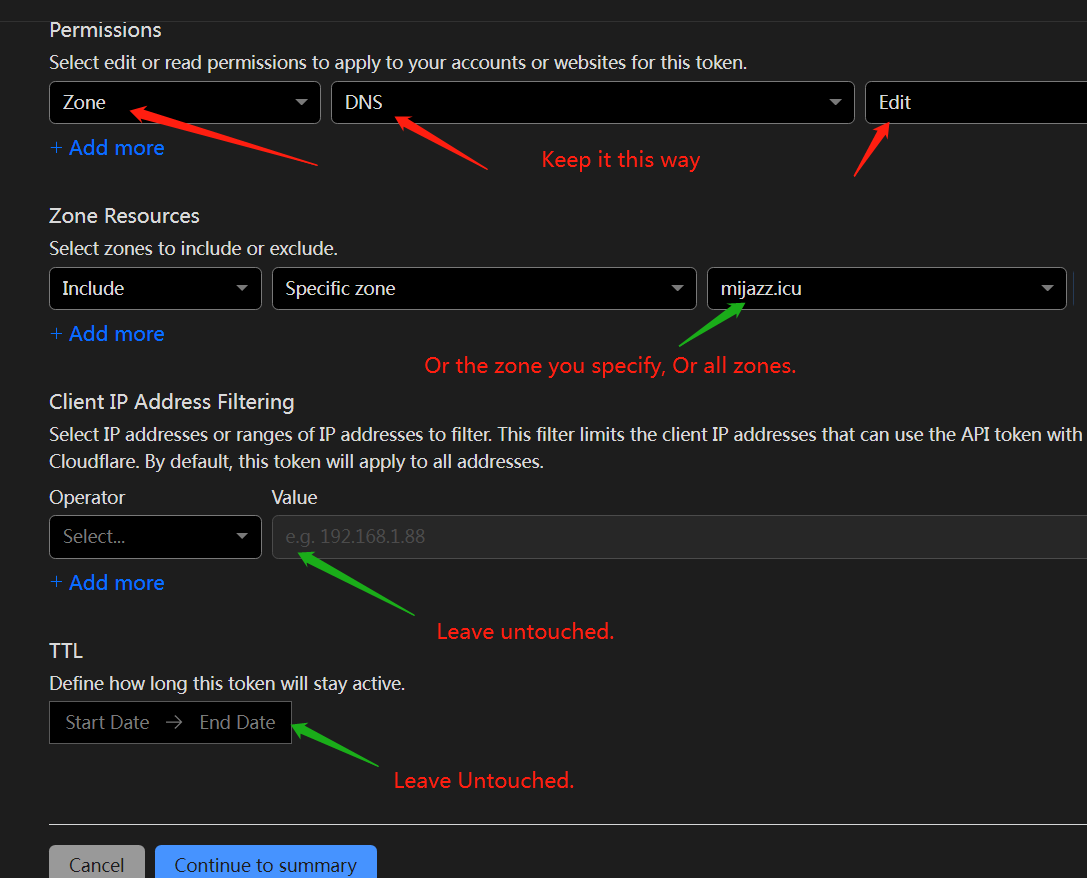 Permissions
Select edit or read permissions to apply to your accounts or websites for this token.
Zone DNS Edit
+ Add more
Keep it this way
Zone Resources
Select zones to include or exclude.
Include Specific zone mijazz.icu
+ Add more
Or the zone you specify, Or all zones.
Client IP Address Filtering
Select IP addresses or ranges of IP addresses to filter. This filter limits the client IP addresses that can use the API token with
Cloudflare. By default, this token will apply to all addresses.
Operator Value
Select... e.g. 192.168.1.88
+ Add more
Leave untouched.
TTL
Define how long this token will stay active.
Start Date → End Date
Leave Untouched.
Cancel Continue to summary